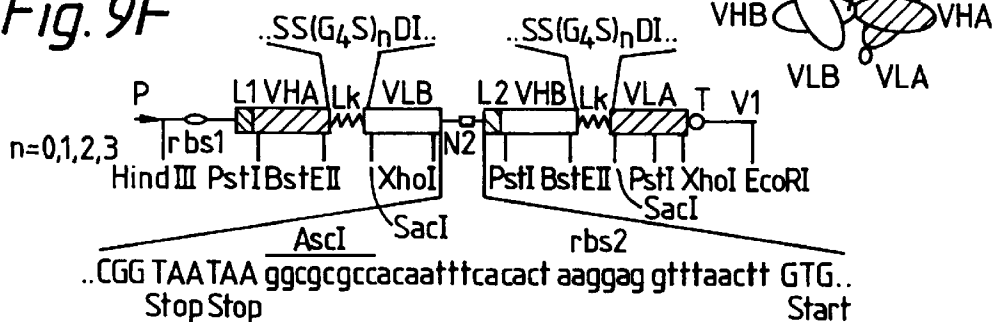 Fig. 9F
VHB VHA
VLB VLA
..SS(G4S)nDI.. ..SS(G4S)nDI..
P L1 VHA Lk VLB L2 VHB Lk VLA T V1
n=0,1,2,3 rbs1 N2
Hind III PstI BstEII XhoI PstI BstEII PstI XhoI EcoRI
SacI SacI
AscI rbs2
..CGG TAATAA ggcgcgccacaatttcacact aaggag gtttaactt GTG..
Stop Stop Start